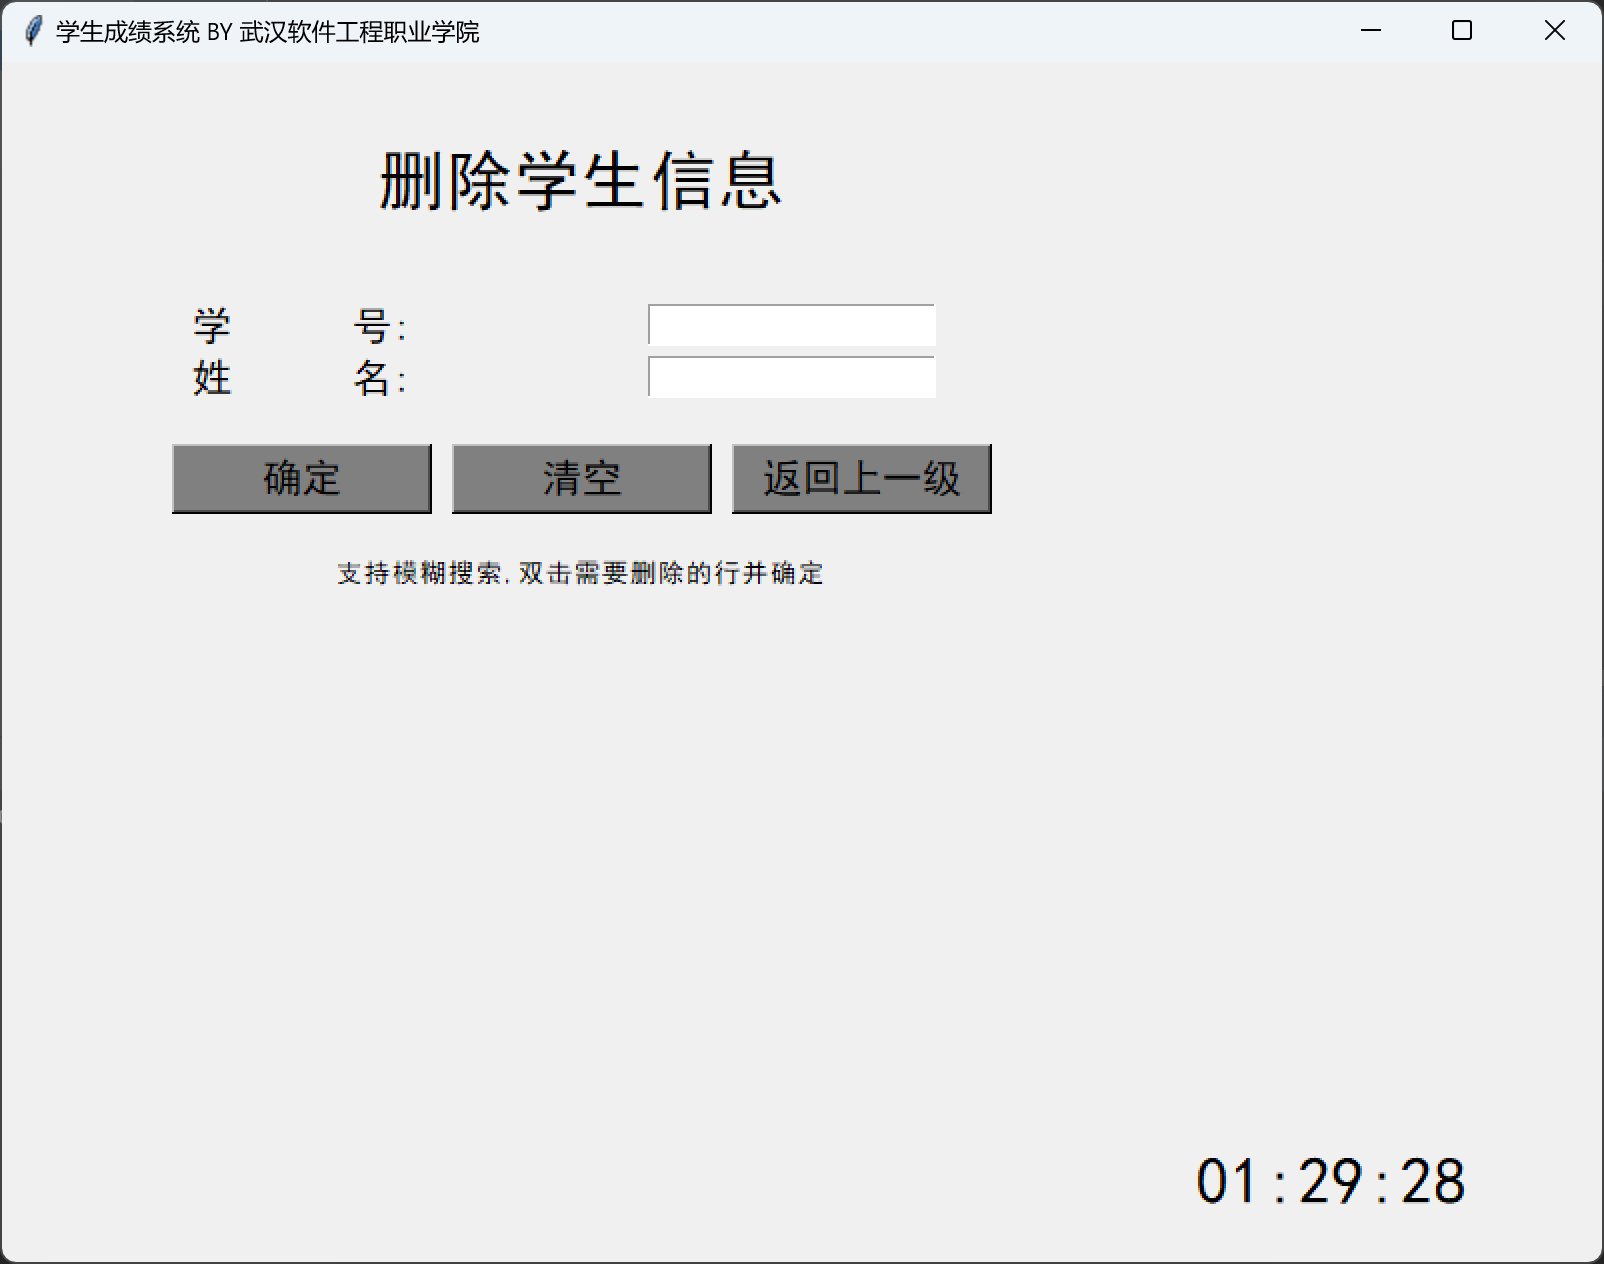 学生成绩系统 BY 武汉软件工程职业学院
删除学生信息
学 号:
姓 名:
确定 清空 返回上一级
支持模糊搜索,双击需要删除的行并确定
01:29:28